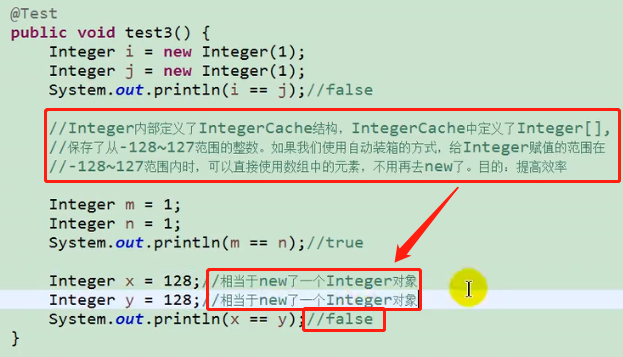 @Test
public void test3() {
Integer i = new Integer(1);
Integer j = new Integer(1);
System.out.println(i == j);//false
//Integer内部定义了IntegerCache结构，IntegerCache中定义了Integer[],
//保存了从-128~127范围的整数。如果我们使用自动装箱的方式，给Integer赋值的范围在
//-128~127范围内时，可以直接使用数组中的元素，不用再去new了。目的：提高效率
Integer m = 1;
Integer n = 1;
System.out.println(m == n);//true
Integer x = 128;//相当于new了一个Integer对象
Integer y = 128;//相当于new了一个Integer对象
System.out.println(x == y);//false
}